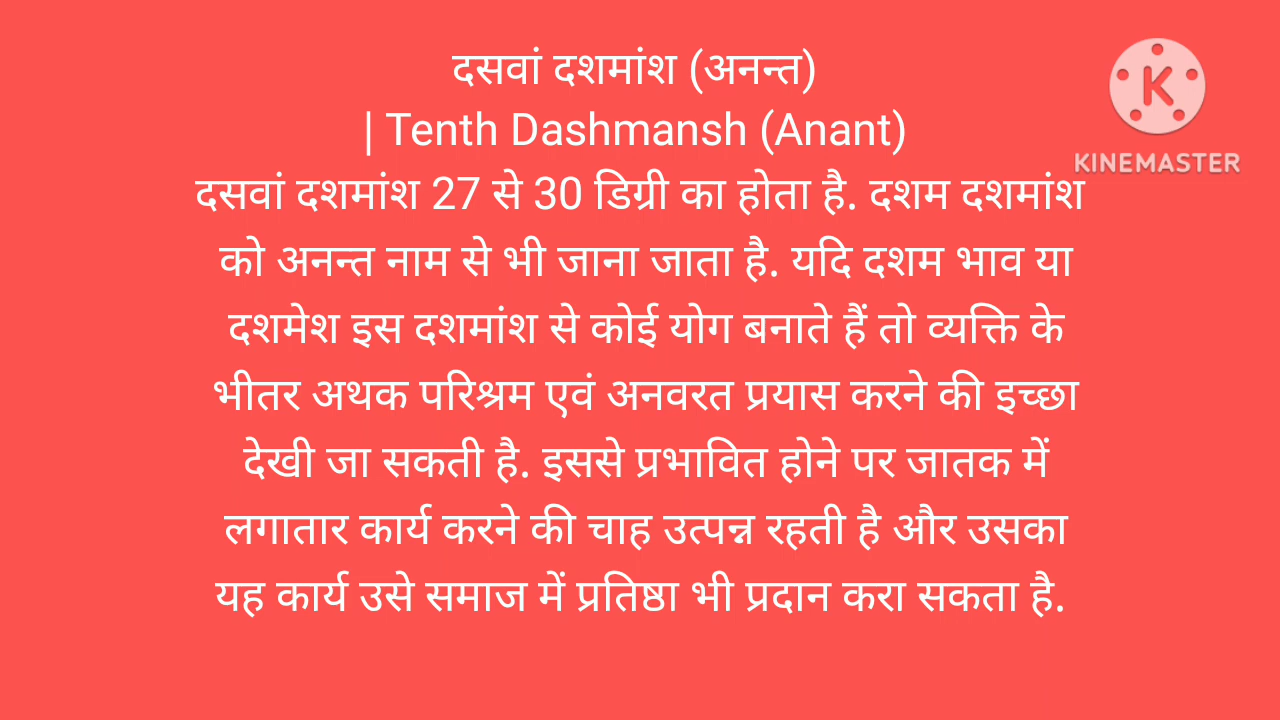 दसवां दशमांश (अनन्त)
| Tenth Dashmansh (Anant)
दसवां दशमांश 27 से 30 डिग्री का होता है. दशम दशमांश
को अनन्त नाम से भी जाना जाता है. यदि दशम भाव या
दशमेश इस दशमांश से कोई योग बनाते हैं तो व्यक्ति के
भीतर अथक परिश्रम एवं अनवरत प्रयास करने की इच्छा
देखी जा सकती है. इससे प्रभावित होने पर जातक में
लगातार कार्य करने की चाह उत्पन्न रहती है और उसका
यह कार्य उसे समाज में प्रतिष्ठा भी प्रदान करा सकता है.
K
KINEMASTER